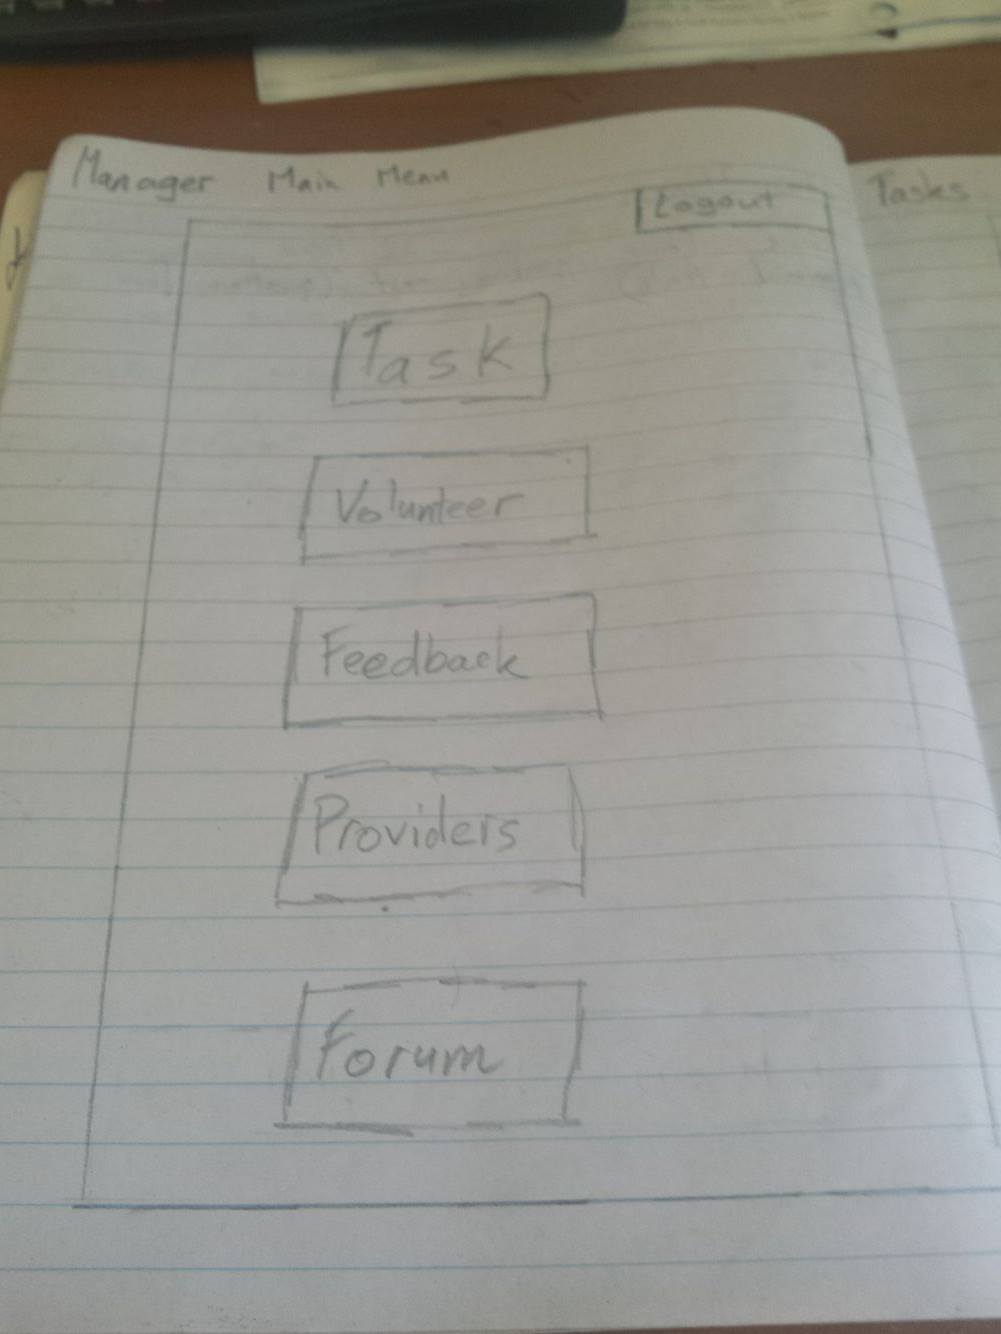 Manager Main Menu
Logout
Task
Volunteer
Feedback
Providers
Forum
Tasks